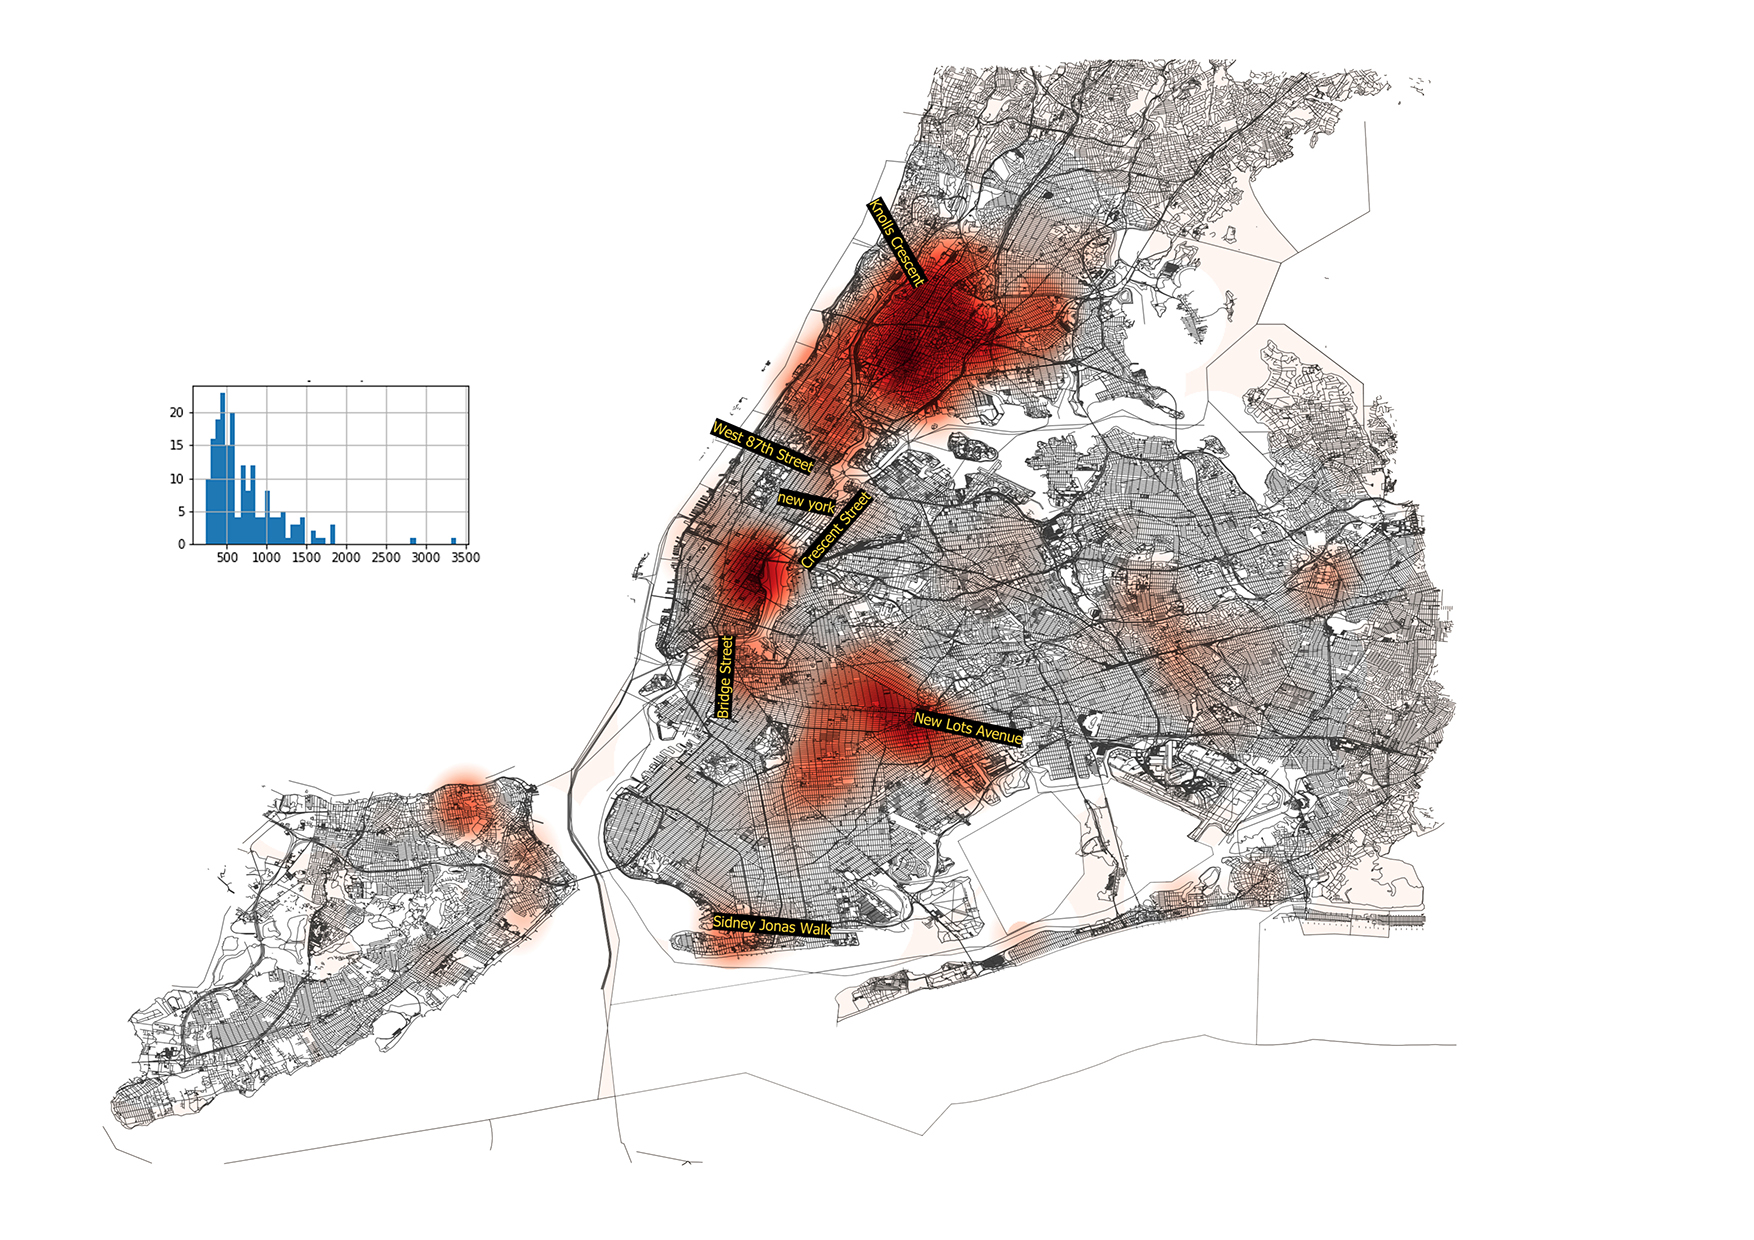 Knolls Crescent
West 87th Street
new york
Crescent Street
Bridge Street
New Lots Avenue
Sidney Jonas Walk
20
15
10
5
0
500 1000 1500 2000 2500 3000 3500